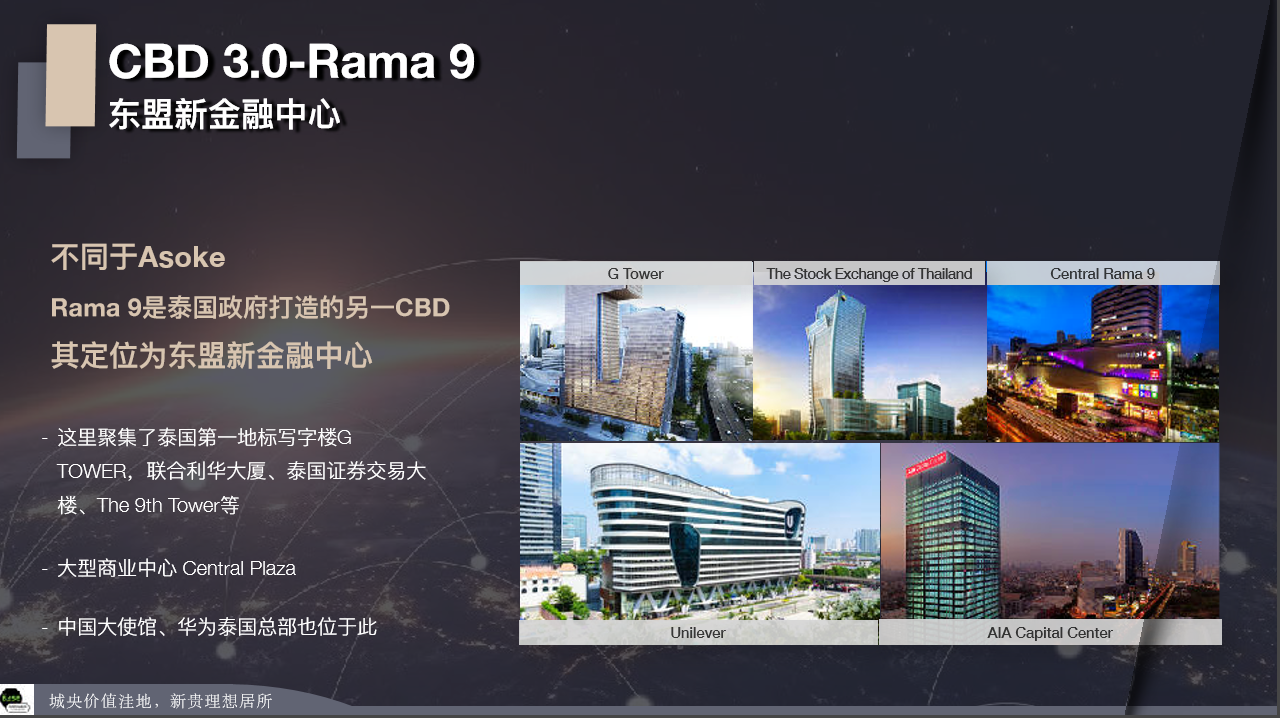 CBD 3.0-Rama 9
东盟新金融中心
不同于Asoke
Rama 9是泰国政府打造的另一CBD
其定位为东盟新金融中心
- 这里聚集了泰国第一地标写字楼G
TOWER，联合利华大厦、泰国证券交易大
楼、The 9th Tower等
- 大型商业中心 Central Plaza
- 中国大使馆、华为泰国总部也位于此
G Tower
The Stock Exchange of Thailand
Central Rama 9
Unilever
AIA Capital Center
城央价值洼地，新贵理想居所